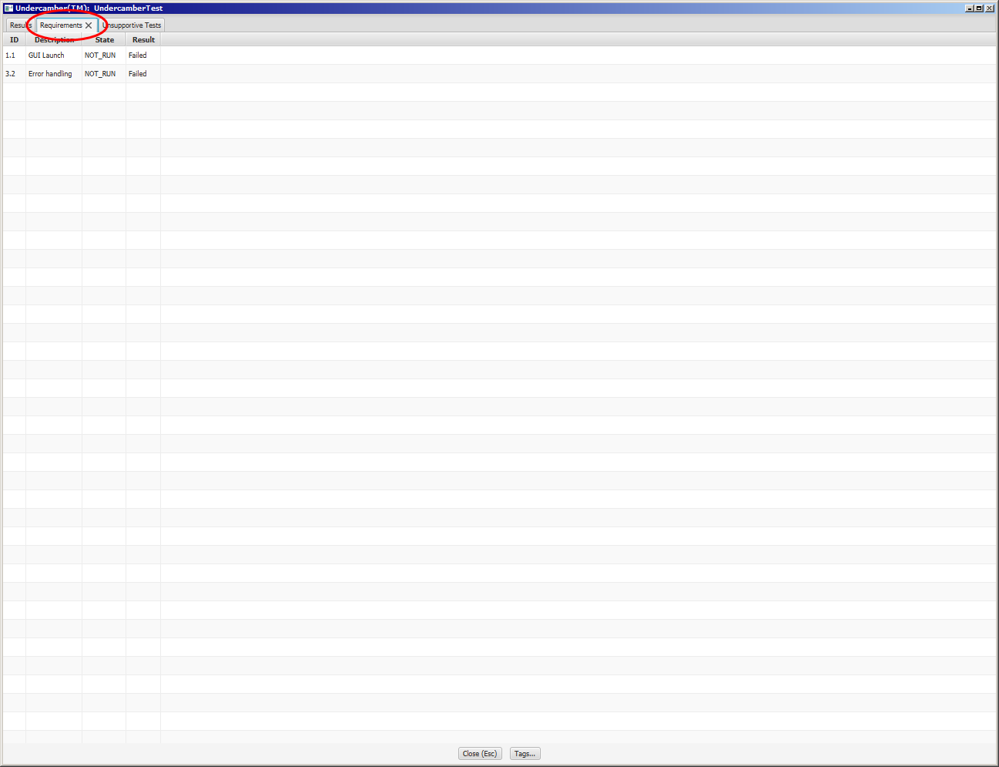 Undercamber(TM): UndercamberTest
Results Requirements Unsupportive Tests
ID Description State Result
1.1 GUI Launch NOT_RUN Failed
3.2 Error handling NOT_RUN Failed
Close (Esc) Tags...